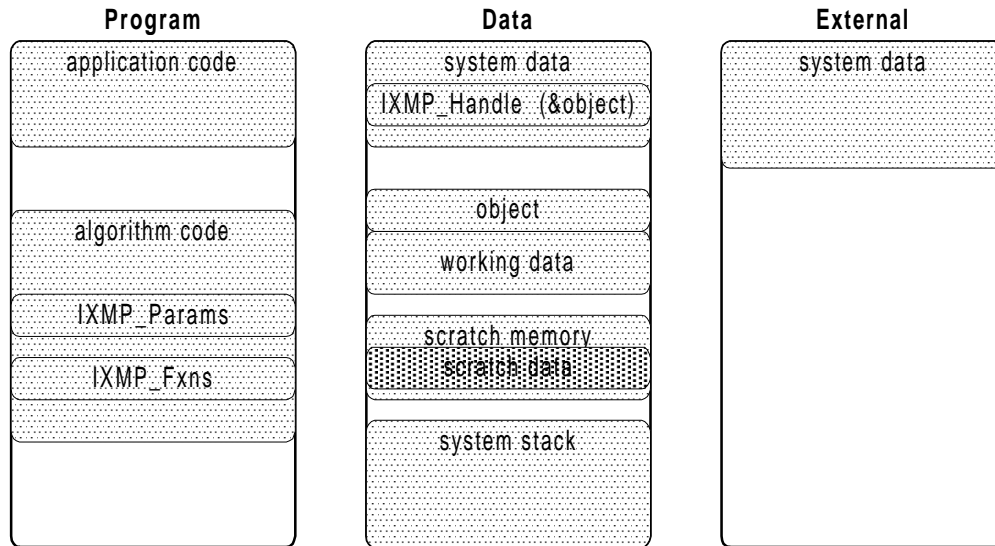 Program
application code
algorithm code
IXMP_Params
IXMP_Fxns
Data
system data
IXMP_Handle (&object)
object
working data
scratch memory
scratch data
system stack
External
system data